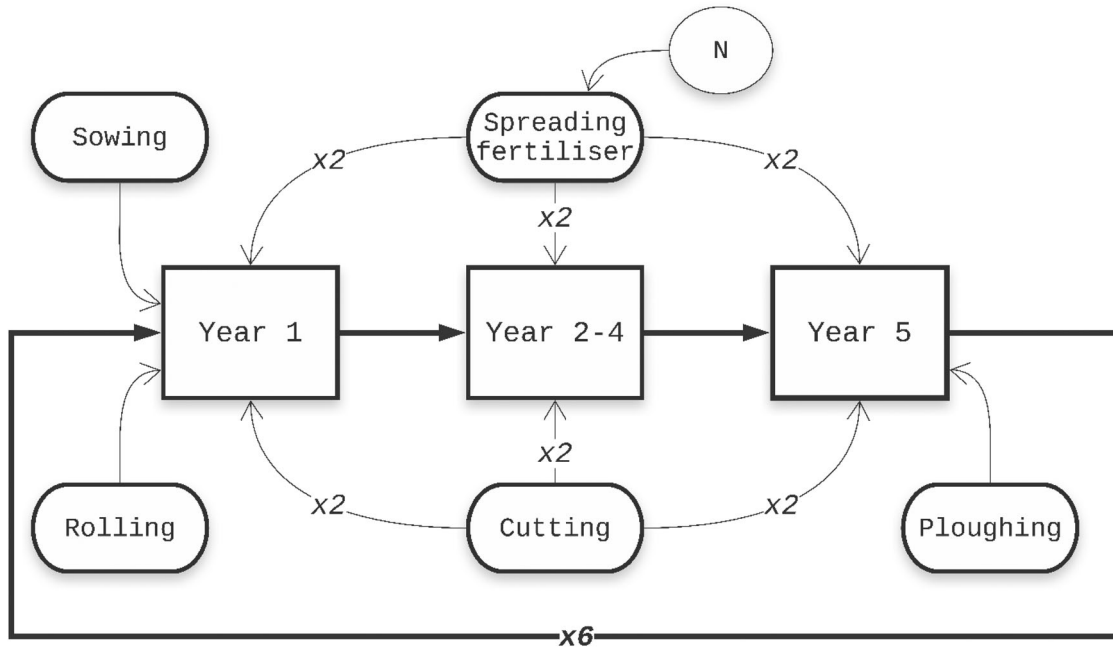 N
Sowing
Spreading
fertiliser
x2
x2
x2
Year 1
Year 2-4
Year 5
x2
x2
x2
Rolling
Cutting
Ploughing
x6